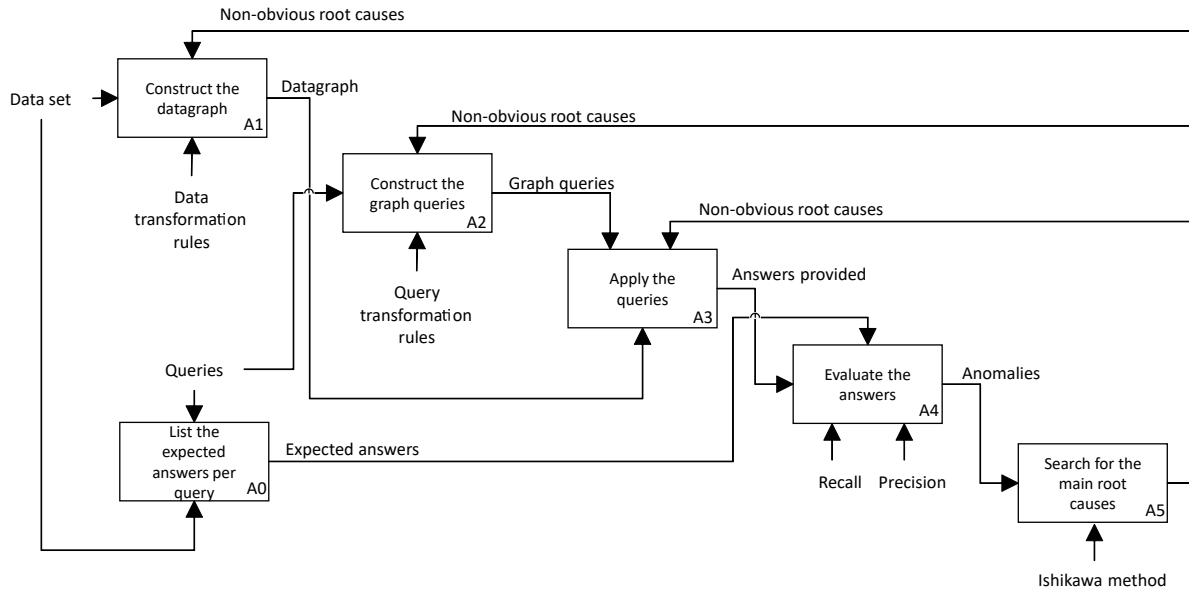 Non-obvious root causes
Construct the
datagraph
A1
Datagraph
Data set
Data
transformation
rules
Non-obvious root causes
Construct the
graph queries
A2
Graph queries
Query
transformation
rules
Non-obvious root causes
Apply the
queries
A3
Answers provided
Queries
List the
expected
answers per
query
A0
Expected answers
Evaluate the
answers
A4
Anomalies
Recall
Precision
Search for the
main root
causes
A5
Ishikawa method